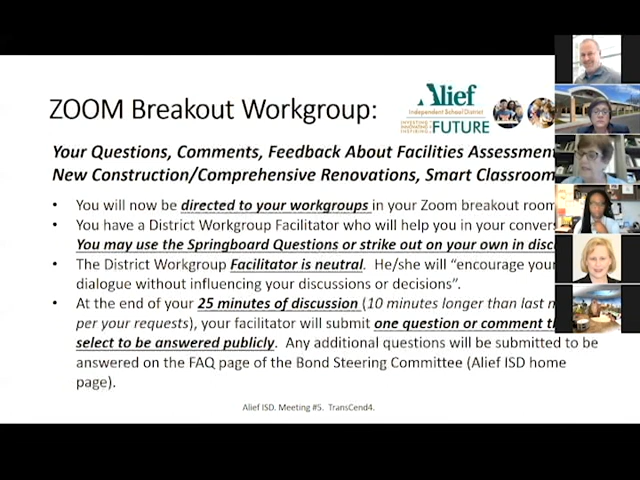 Alief
Independent School District
INVESTING
INNOVATING &
INSPIRING
FUTURE
ZOOM Breakout Workgroup:
Your Questions, Comments, Feedback About Facilities Assessmen
New Construction/Comprehensive Renovations, Smart Classroom
• You will now be directed to your workgroups in your Zoom breakout room
• You have a District Workgroup Facilitator who will help you in your conver
You may use the Springboard Questions or strike out on your own in disc
• The District Workgroup Facilitator is neutral. He/she will “encourage your
dialogue without influencing your discussions or decisions”.
• At the end of your 25 minutes of discussion (10 minutes longer than last m
per your requests), your facilitator will submit one question or comment th
select to be answered publicly. Any additional questions will be submitted to be
answered on the FAQ page of the Bond Steering Committee (Alief ISD home
page).
Alief ISD. Meeting #5. TransCend4.